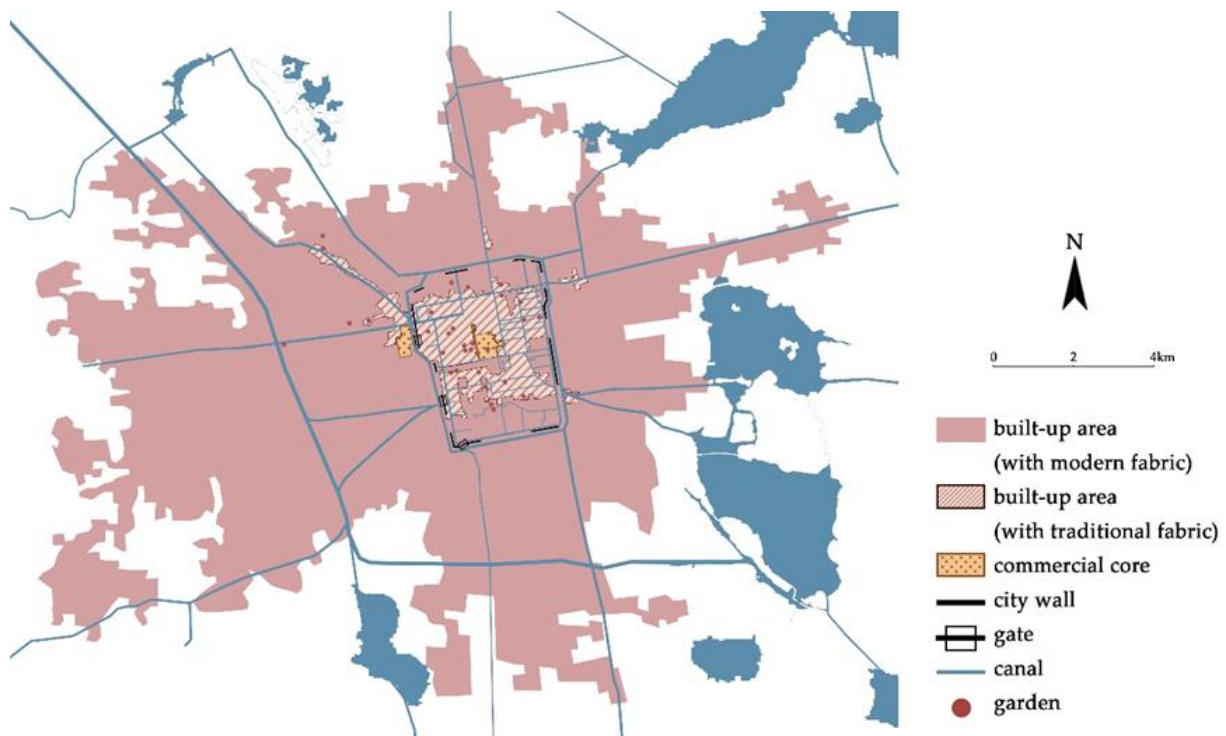 N
0 2 4km
built-up area
(with modern fabric)
built-up area
(with traditional fabric)
commercial core
city wall
gate
canal
garden